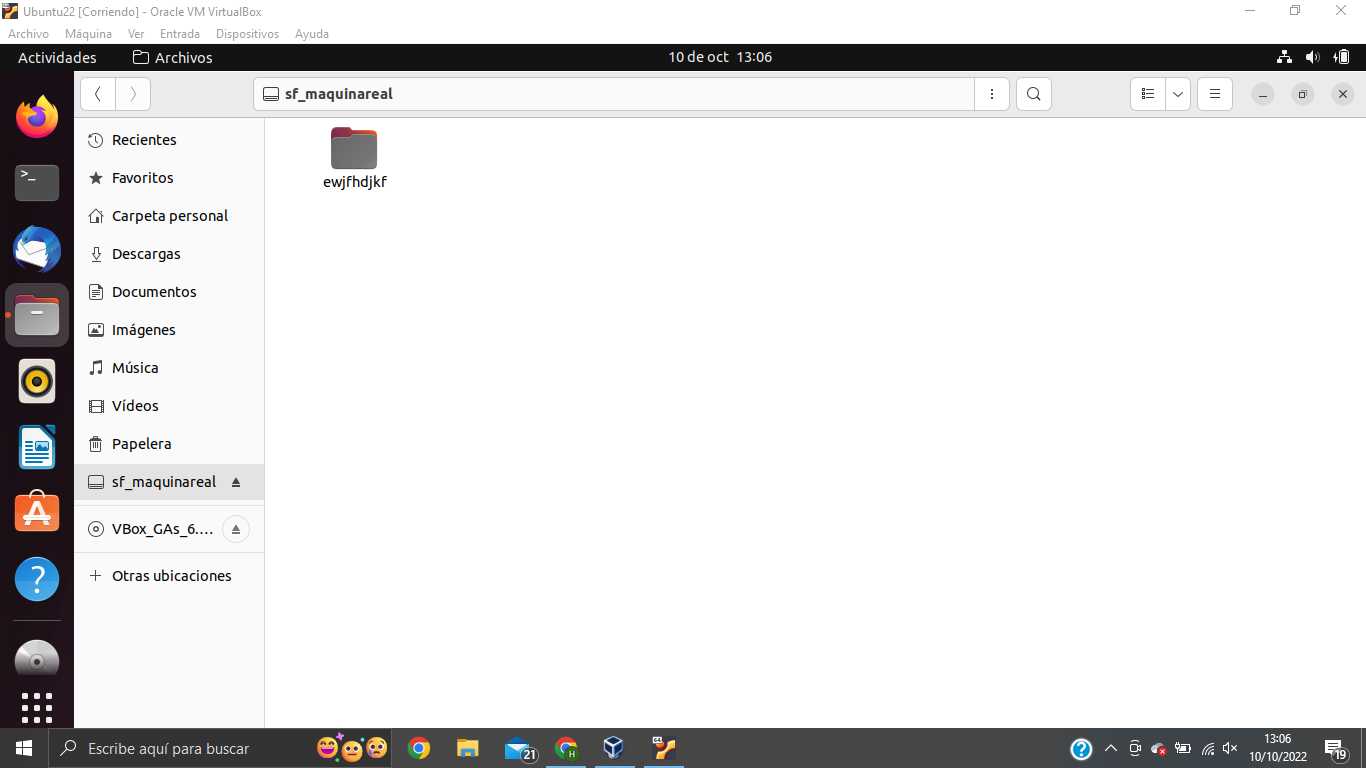 Ubuntu22 [Corriendo] - Oracle VM VirtualBox
Archivo Máquina Ver Entrada Dispositivos Ayuda
Actividades Archivos 10 de oct 13:06
sf_maquinareal
Recientes
Favoritos
Carpeta personal
Descargas
Documentos
Imágenes
Música
Vídeos
Papelera
sf_maquinareal
VBox_GAs_6....
Otras ubicaciones
ewjfhdjkf
Escribe aquí para buscar
21
H
13:06
10/10/2022
19